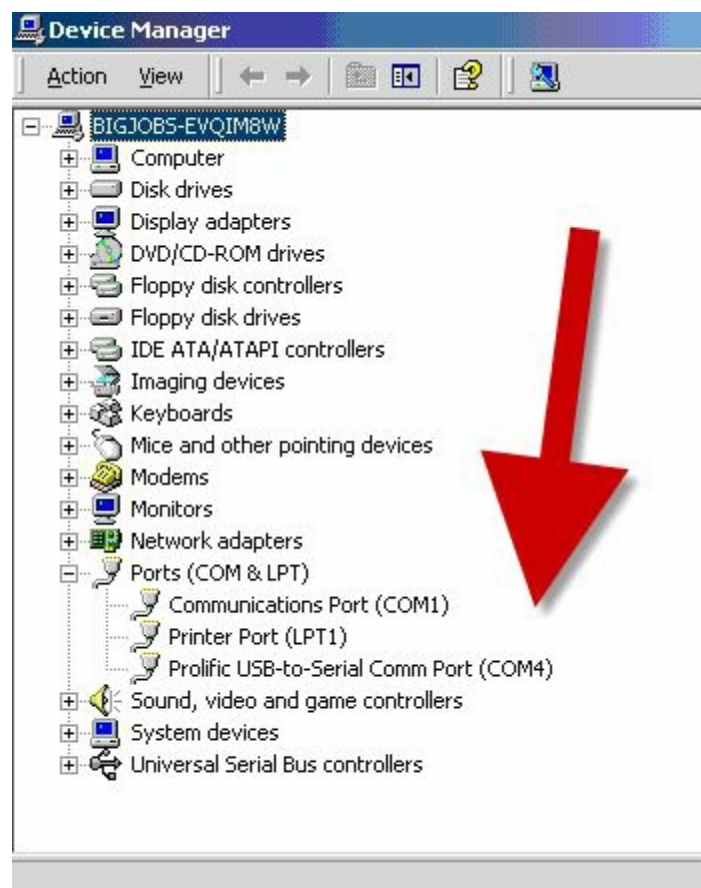 Device Manager
Action View
BIGJOBS-EVQIM8W
Computer
Disk drives
Display adapters
DVD/CD-ROM drives
Floppy disk controllers
Floppy disk drives
IDE ATA/ATAPI controllers
Imaging devices
Keyboards
Mice and other pointing devices
Modems
Monitors
Network adapters
Ports (COM & LPT)
Communications Port (COM1)
Printer Port (LPT1)
Prolific USB-to-Serial Comm Port (COM4)
Sound, video and game controllers
System devices
Universal Serial Bus controllers